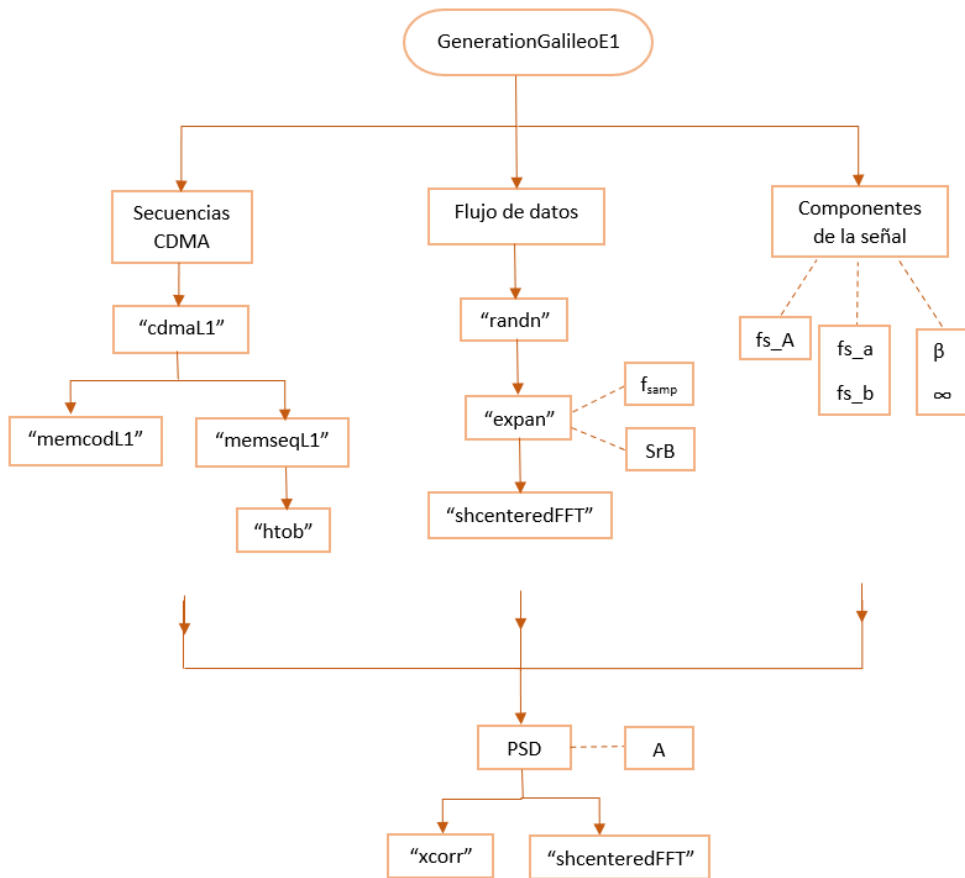 GenerationGalileoE1
Secuencias
CDMA
Flujo de datos
Componentes
de la señal
“cdmaL1”
“randn”
fs_A
fs_a
fs_b
β
∞
“memcodL1”
“memseqL1”
“expan”
fsamp
SrB
“htob”
“shcenteredFFT”
PSD
A
“xcorr”
“shcenteredFFT”